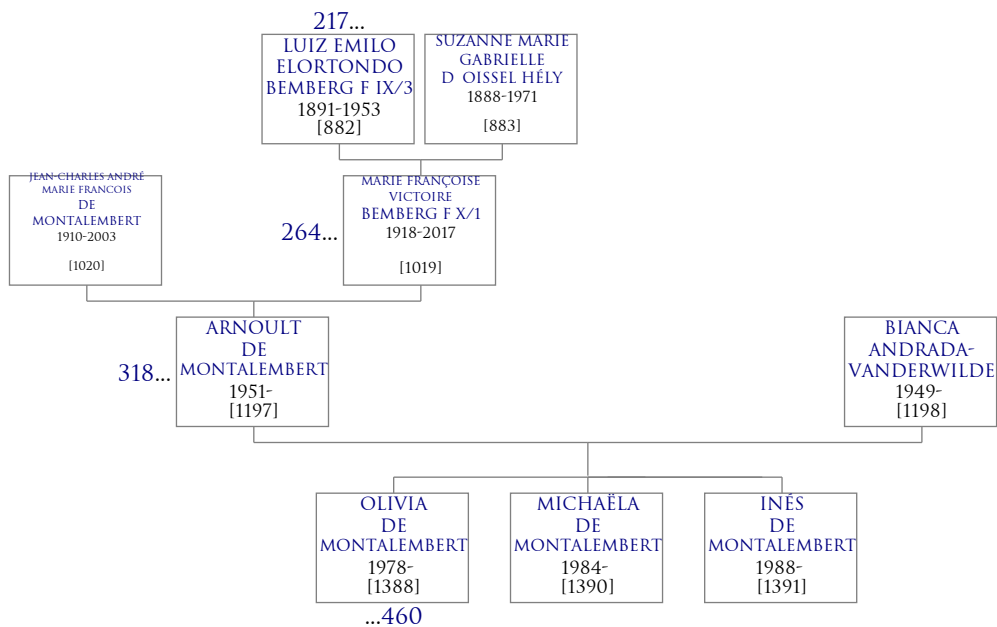 217...
LUIZ EMILO
ELORTONDO
BEMBERG F IX/3
1891-1953
[882]
SUZANNE MARIE
GABRIELLE
D OISSEL HÉLY
1888-1971
[883]
JEAN-CHARLES ANDRÉ
MARIE FRANCOIS
DE
MONTALEMBERT
1910-2003
[1020]
264...
MARIE FRANÇOISE
VICTOIRE
BEMBERG F X/1
1918-2017
[1019]
318...
ARNOULT
DE
MONTALEMBERT
1951-
[1197]
BIANCA
ANDRADA-
VANDERWILDE
1949-
[1198]
OLIVIA
DE
MONTALEMBERT
1978-
[1388]
...460
MICHAËLA
DE
MONTALEMBERT
1984-
[1390]
INÉS
DE
MONTALEMBERT
1988-
[1391]